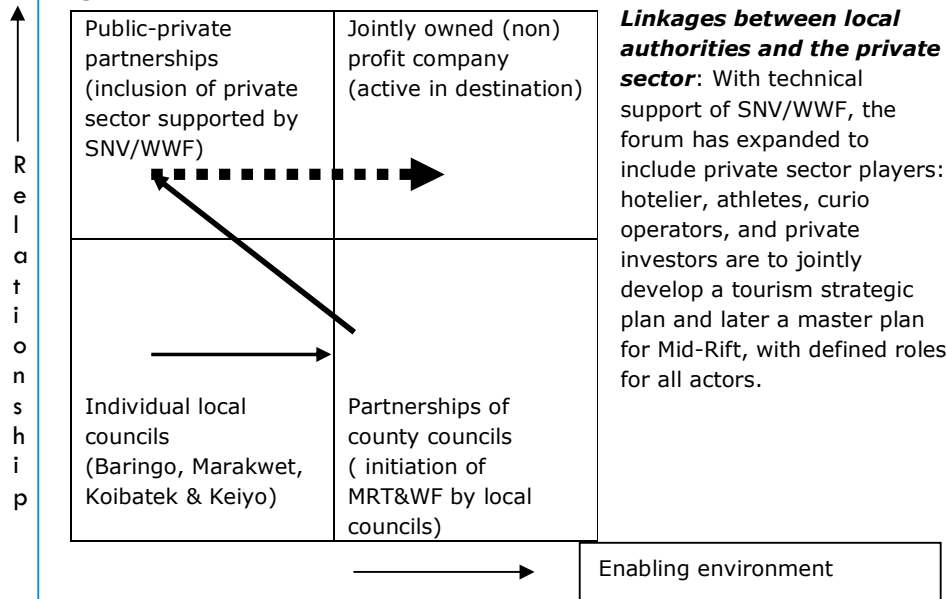 Relationship
Public-private
partnerships
(inclusion of private
sector supported by
SNV/WWF)
Jointly owned (non)
profit company
(active in destination)
Individual local
councils
(Baringo, Marakwet,
Koibatek & Keiyo)
Partnerships of
county councils
( initiation of
MRT&WF by local
councils)
Enabling environment
Linkages between local
authorities and the private
sector: With technical
support of SNV/WWF, the
forum has expanded to
include private sector players:
hotelier, athletes, curio
operators, and private
investors are to jointly
develop a tourism strategic
plan and later a master plan
for Mid-Rift, with defined roles
for all actors.